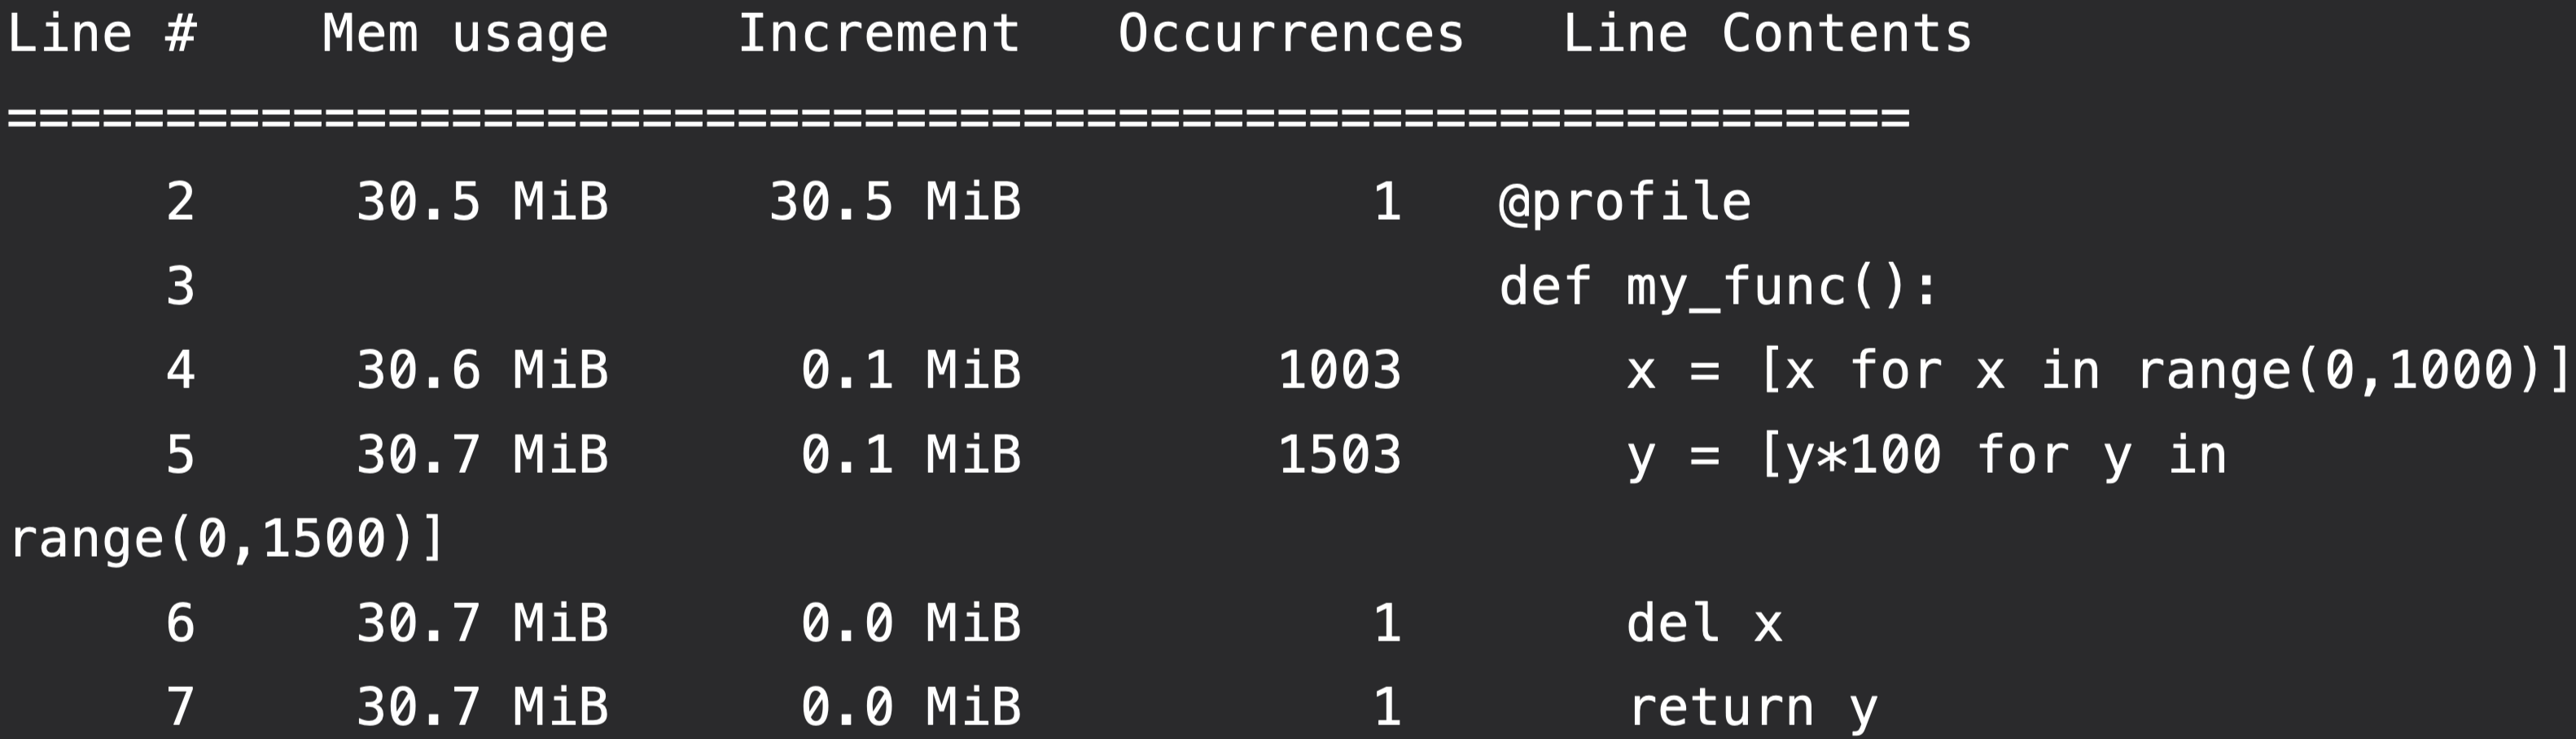 Line #    Mem usage    Increment   Occurrences   Line Contents
============================================================
     2     30.5 MiB     30.5 MiB           1   @profile
     3                                         def my_func():
     4     30.6 MiB      0.1 MiB        1003       x = [x for x in range(0,1000)]
     5     30.7 MiB      0.1 MiB        1503       y = [y*100 for y in
range(0,1500)]
     6     30.7 MiB      0.0 MiB           1       del x
     7     30.7 MiB      0.0 MiB           1       return y